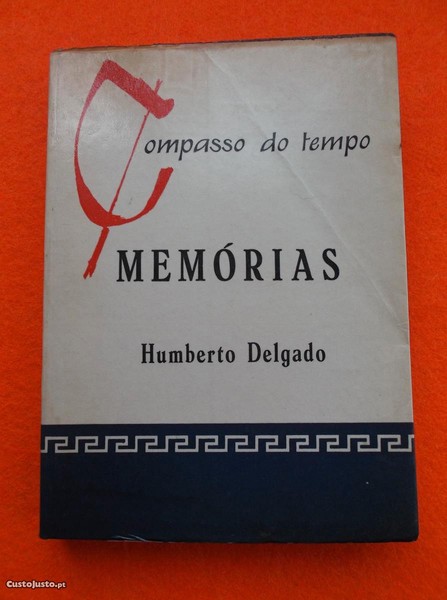 Compasso do tempo
MEMÓRIAS
Humberto Delgado
CustoJusto.pt